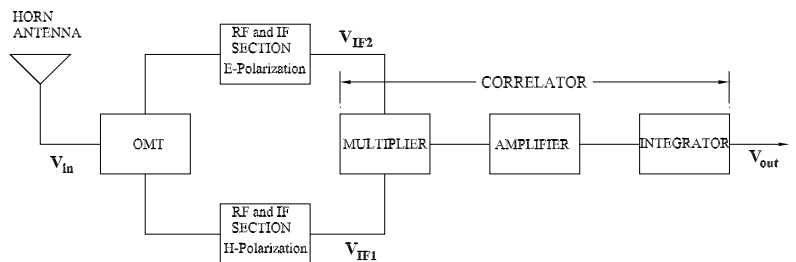 HORN
ANTENNA
RF and IF
SECTION
E-Polarization
V_IF2
CORRELATOR
OMT
MULTIPLIER
AMPLIFIER
INTEGRATOR
V_in
V_out
RF and IF
SECTION
H-Polarization
V_IF1